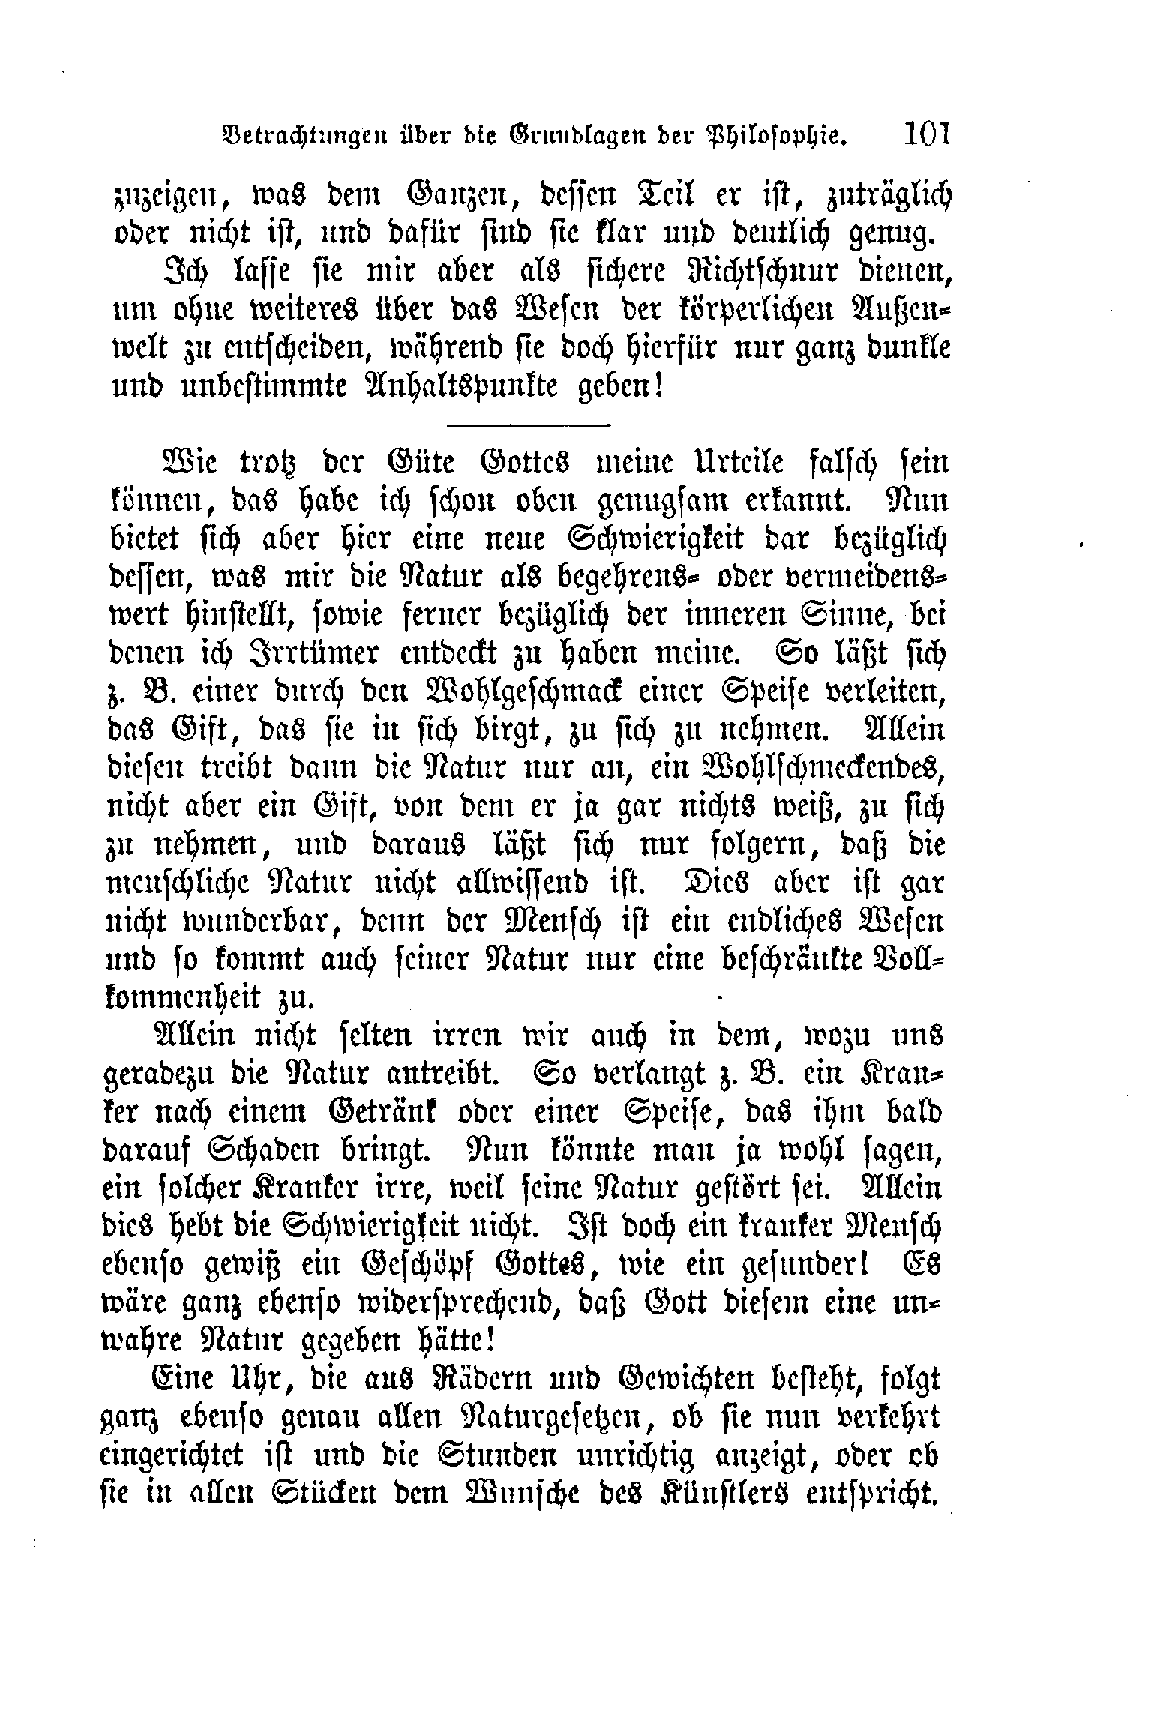 Betrachtungen über die Grundlagen der Philosophie. 101
zuzeigen, was dem Ganzen, dessen Teil er ist, zuträglich
oder nicht ist, und dafür sind sie klar und deutlich genug.
Ich lasse sie mir aber als sichere Richtschnur dienen,
um ohne weiteres über das Wesen der körperlichen Außen-
welt zu entscheiden, während sie doch hierfür nur ganz dunkle
und unbestimmte Anhaltspunkte geben!
Wie trotz der Güte Gottes meine Urteile falsch sein
können, das habe ich schon oben genugsam erkannt. Nun
bietet sich aber hier eine neue Schwierigkeit dar bezüglich
dessen, was mir die Natur als begehrens- oder vermeidens-
wert hinstellt, sowie ferner bezüglich der inneren Sinne, bei
denen ich Irrtümer entdeckt zu haben meine. So läßt sich
z. B. einer durch den Wohlgeschmack einer Speise verleiten,
das Gift, das sie in sich birgt, zu sich zu nehmen. Allein
diesen treibt dann die Natur nur an, ein Wohlschmeckendes,
nicht aber ein Gift, von dem er ja gar nichts weiß, zu sich
zu nehmen, und daraus läßt sich nur folgern, daß die
menschliche Natur nicht allwissend ist. Dies aber ist gar
nicht wunderbar, denn der Mensch ist ein endliches Wesen
und so kommt auch seiner Natur nur eine beschränkte Voll-
kommenheit zu.
Allein nicht selten irren wir auch in dem, wozu uns
geradezu die Natur antreibt. So verlangt z. B. ein Kran-
ker nach einem Getränk oder einer Speise, das ihm bald
darauf Schaden bringt. Nun könnte man ja wohl sagen,
ein solcher Kranker irre, weil seine Natur gestört sei. Allein
dies hebt die Schwierigkeit nicht. Ist doch ein kranker Mensch
ebenso gewiß ein Geschöpf Gottes, wie ein gesunder! Es
wäre ganz ebenso widersprechend, daß Gott diesem eine un-
wahre Natur gegeben hätte!
Eine Uhr, die aus Rädern und Gewichten besteht, folgt
ganz ebenso genau allen Naturgesetzen, ob sie nun verkehrt
eingerichtet ist und die Stunden unrichtig anzeigt, oder ob
sie in allen Stücken dem Wunsche des Künstlers entspricht.